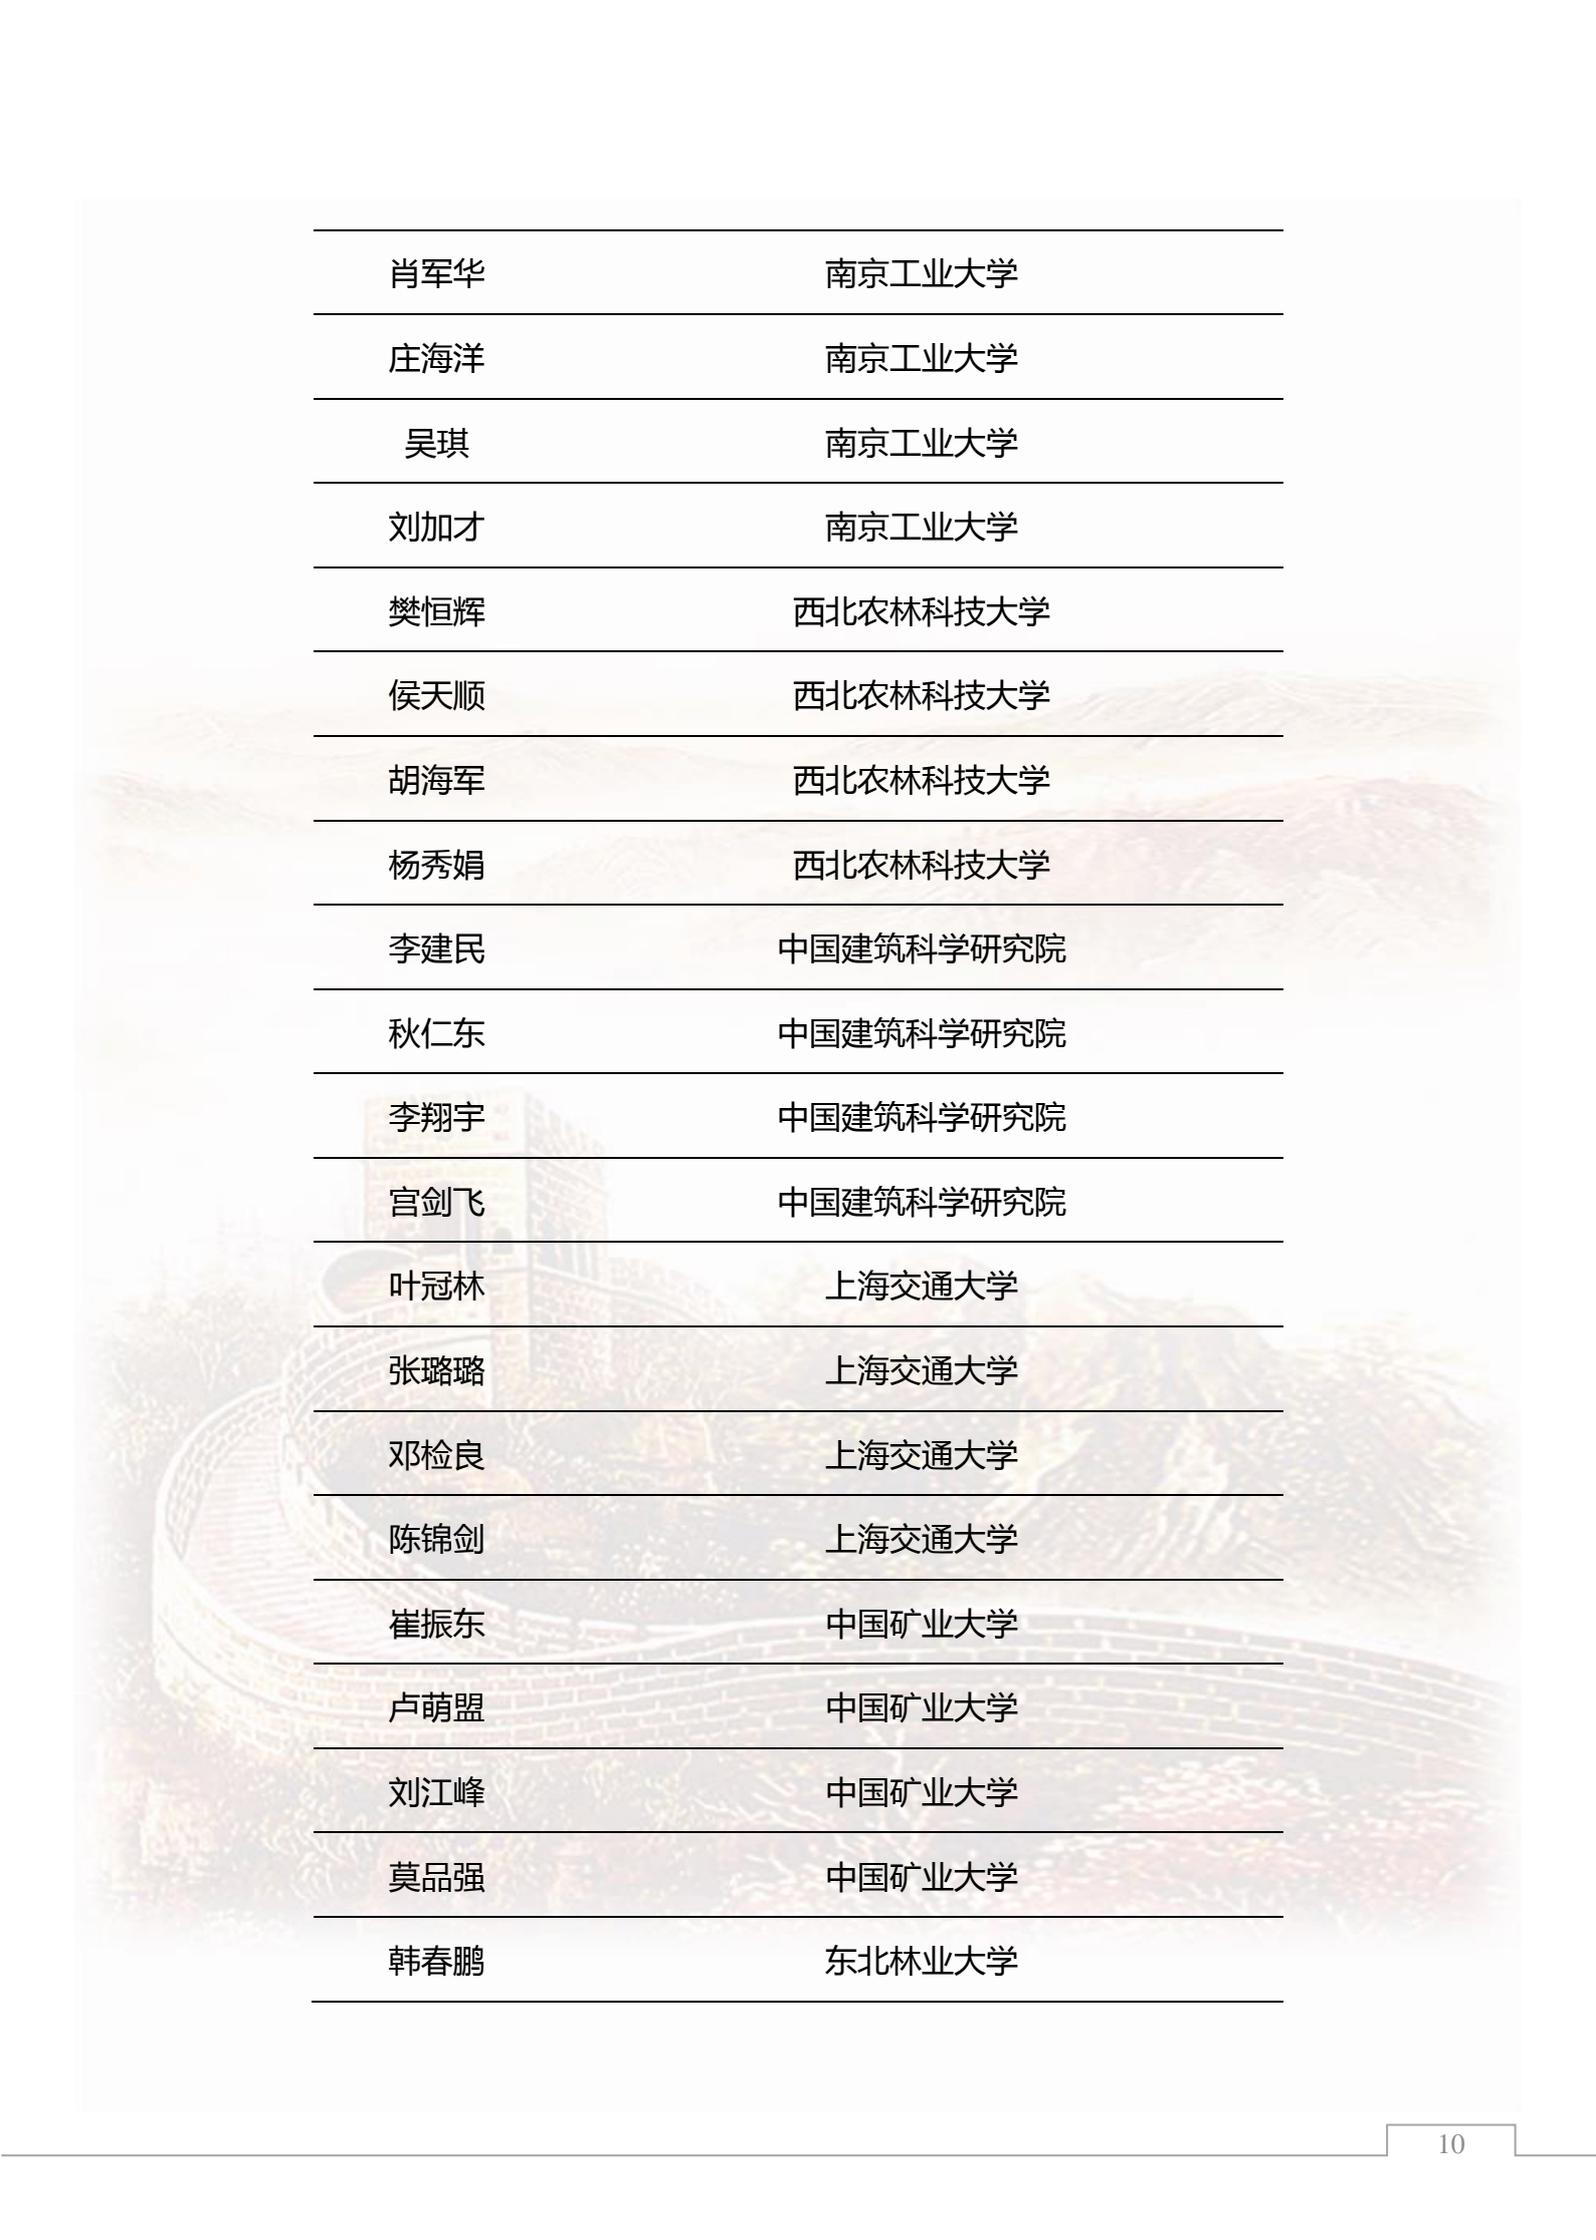 肖军华 南京工业大学
庄海洋 南京工业大学
吴琪 南京工业大学
刘加才 南京工业大学
樊恒辉 西北农林科技大学
侯天顺 西北农林科技大学
胡海军 西北农林科技大学
杨秀娟 西北农林科技大学
李建民 中国建筑科学研究院
秋仁东 中国建筑科学研究院
李翔宇 中国建筑科学研究院
宫剑飞 中国建筑科学研究院
叶冠林 上海交通大学
张璐璐 上海交通大学
邓检良 上海交通大学
陈锦剑 上海交通大学
崔振东 中国矿业大学
卢萌盟 中国矿业大学
刘江峰 中国矿业大学
莫品强 中国矿业大学
韩春鹏 东北林业大学
10